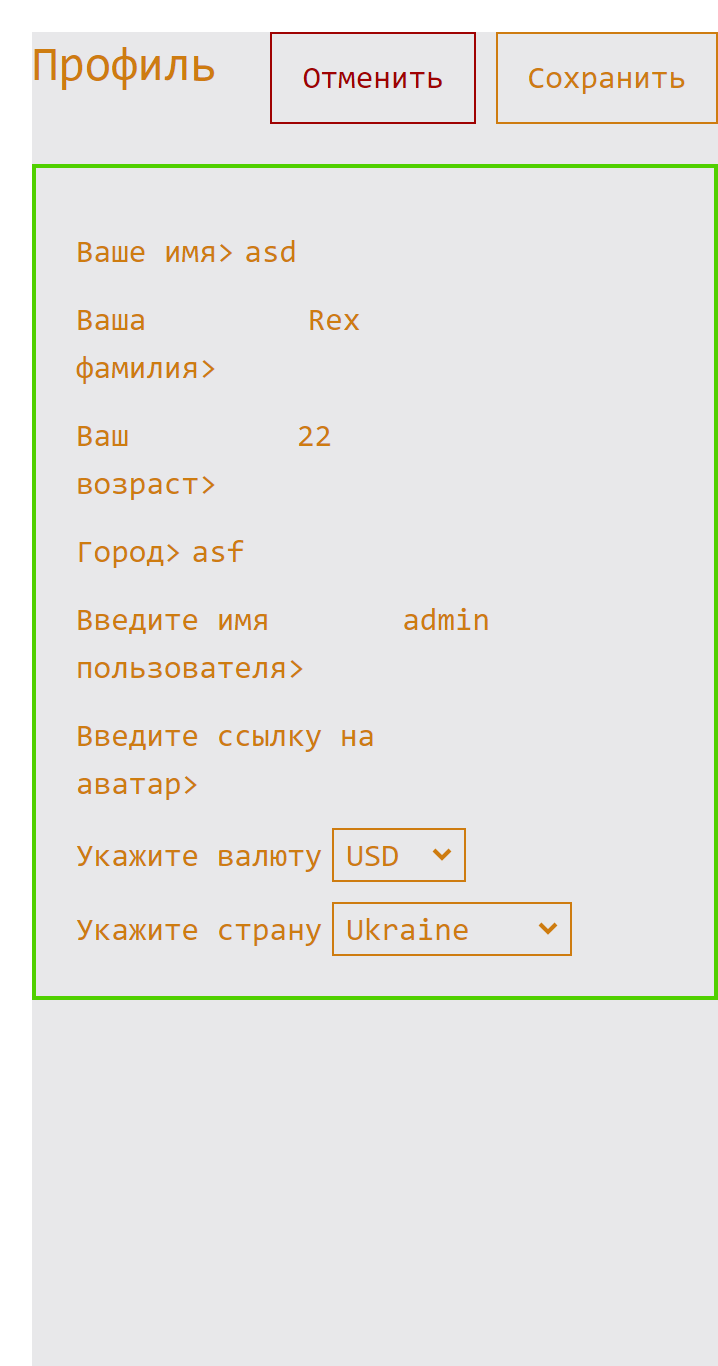 Профиль Отменить Сохранить
Ваше имя> asd
Ваша Rex
фамилия>
Ваш 22
возраст>
Город> asf
Введите имя admin
пользователя>
Введите ссылку на
аватар>
Укажите валюту USD
Укажите страну Ukraine